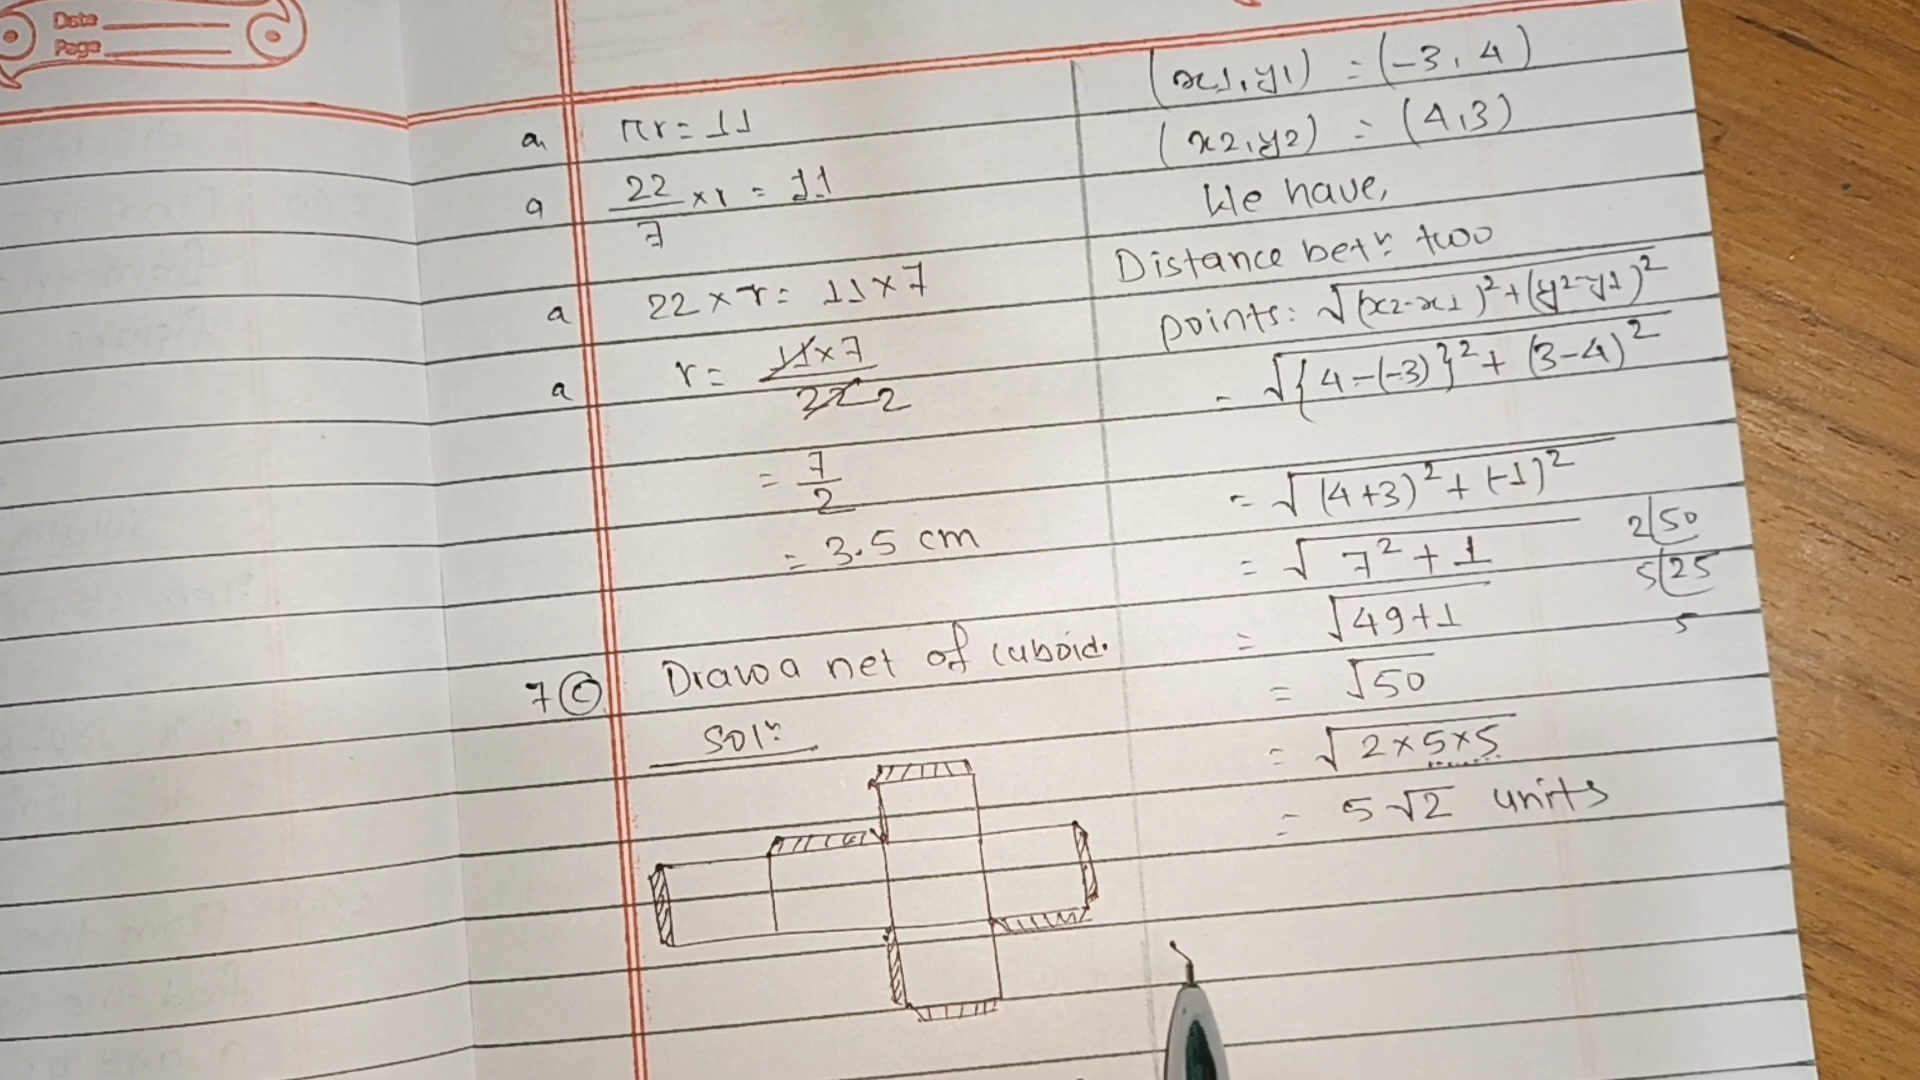 Date
Page
a πr = 11
a 22/7 × r = 11
a 22 × r = 11 × 7
a r = 11×7/22 2
= 7/2
= 3.5 cm
7 (c) Draw a net of cuboid.
Solⁿ
(x1, y1) = (-3, 4)
(x2, y2) = (4, 3)
We have,
Distance betⁿ two
points: √(x2-x1)² + (y2-y1)²
= √{4-(-3)}² + (3-4)²
= √(4+3)² + (-1)²
= √7² + 1
= √49+1
= √50
= √2×5×5
= 5√2 units
2|50
5|25
5